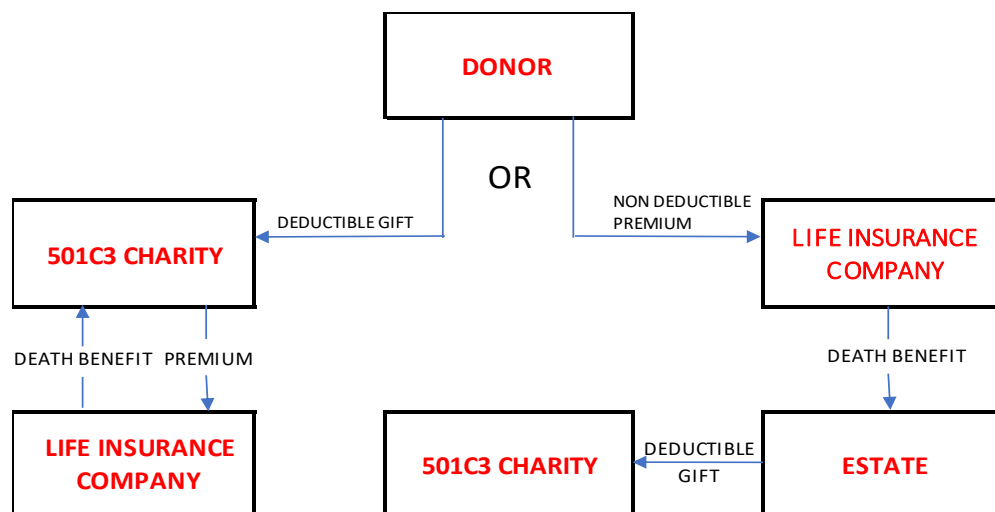 DONOR
OR
DEDUCTIBLE GIFT
NON DEDUCTIBLE
PREMIUM
501C3 CHARITY
LIFE INSURANCE
COMPANY
DEATH BENEFIT
PREMIUM
DEATH BENEFIT
LIFE INSURANCE
COMPANY
501C3 CHARITY
DEDUCTIBLE
GIFT
ESTATE